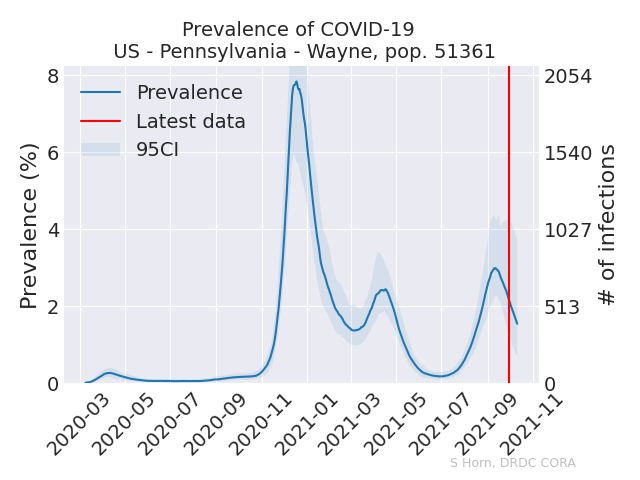 Prevalence of COVID-19
US - Pennsylvania - Wayne, pop. 51361
Prevalence (%)
8
6
4
2
0
Prevalence
Latest data
95CI
2054
1540
1027
513
0
# of infections
2020-03
2020-05
2020-07
2020-09
2020-11
2021-01
2021-03
2021-05
2021-07
2021-09
2021-11
S Horn, DRDC CORA